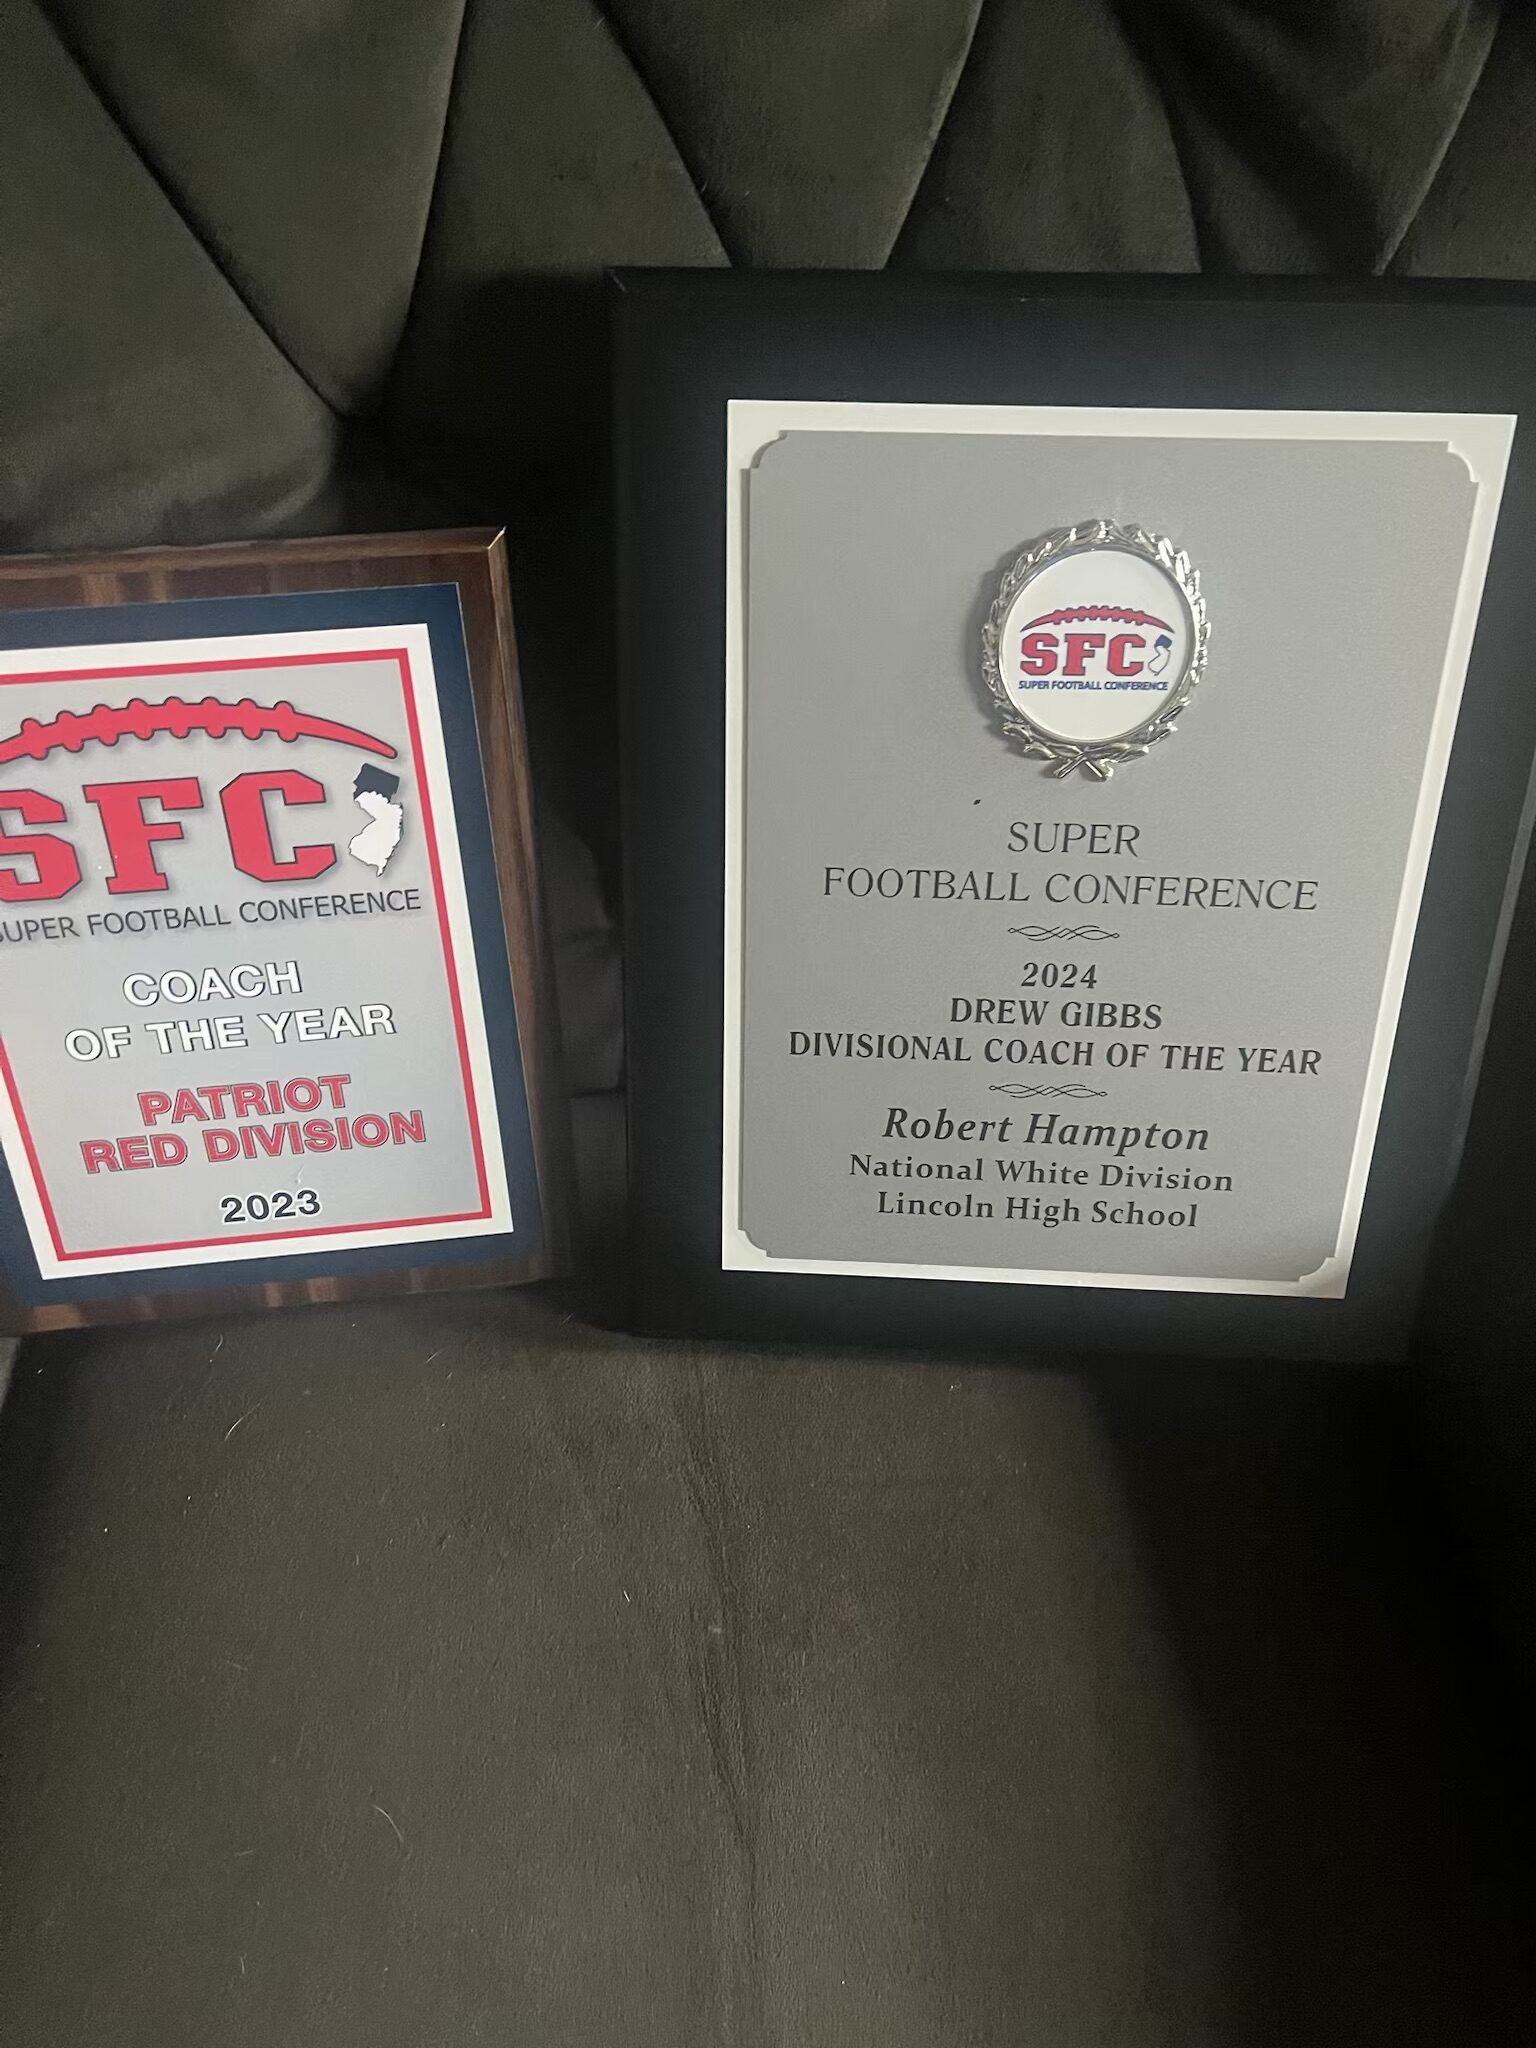 SFC
SUPER FOOTBALL CONFERENCE
COACH
OF THE YEAR
PATRIOT
RED DIVISION
2023
SFC
SUPER FOOTBALL CONFERENCE
SUPER
FOOTBALL CONFERENCE
2024
DREW GIBBS
DIVISIONAL COACH OF THE YEAR
Robert Hampton
National White Division
Lincoln High School